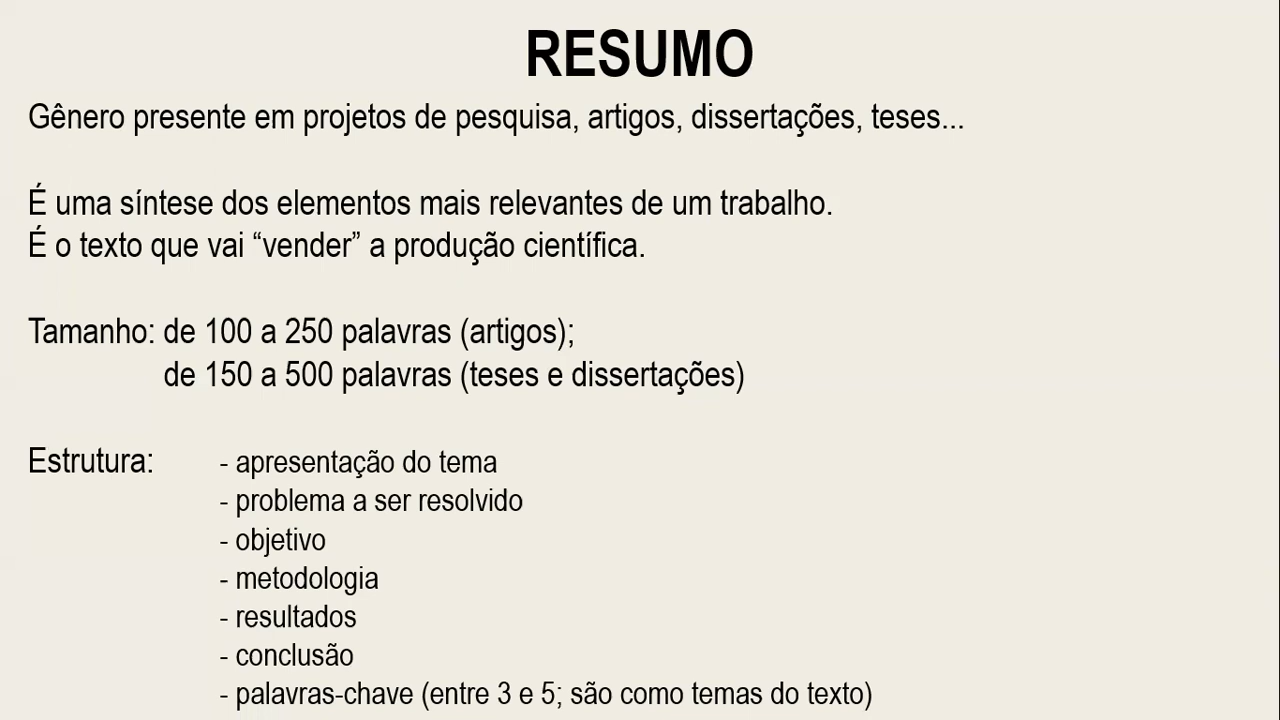 RESUMO
Gênero presente em projetos de pesquisa, artigos, dissertações, teses...
É uma síntese dos elementos mais relevantes de um trabalho.
É o texto que vai “vender” a produção científica.
Tamanho: de 100 a 250 palavras (artigos);
de 150 a 500 palavras (teses e dissertações)
Estrutura: - apresentação do tema
- problema a ser resolvido
- objetivo
- metodologia
- resultados
- conclusão
- palavras-chave (entre 3 e 5; são como temas do texto)